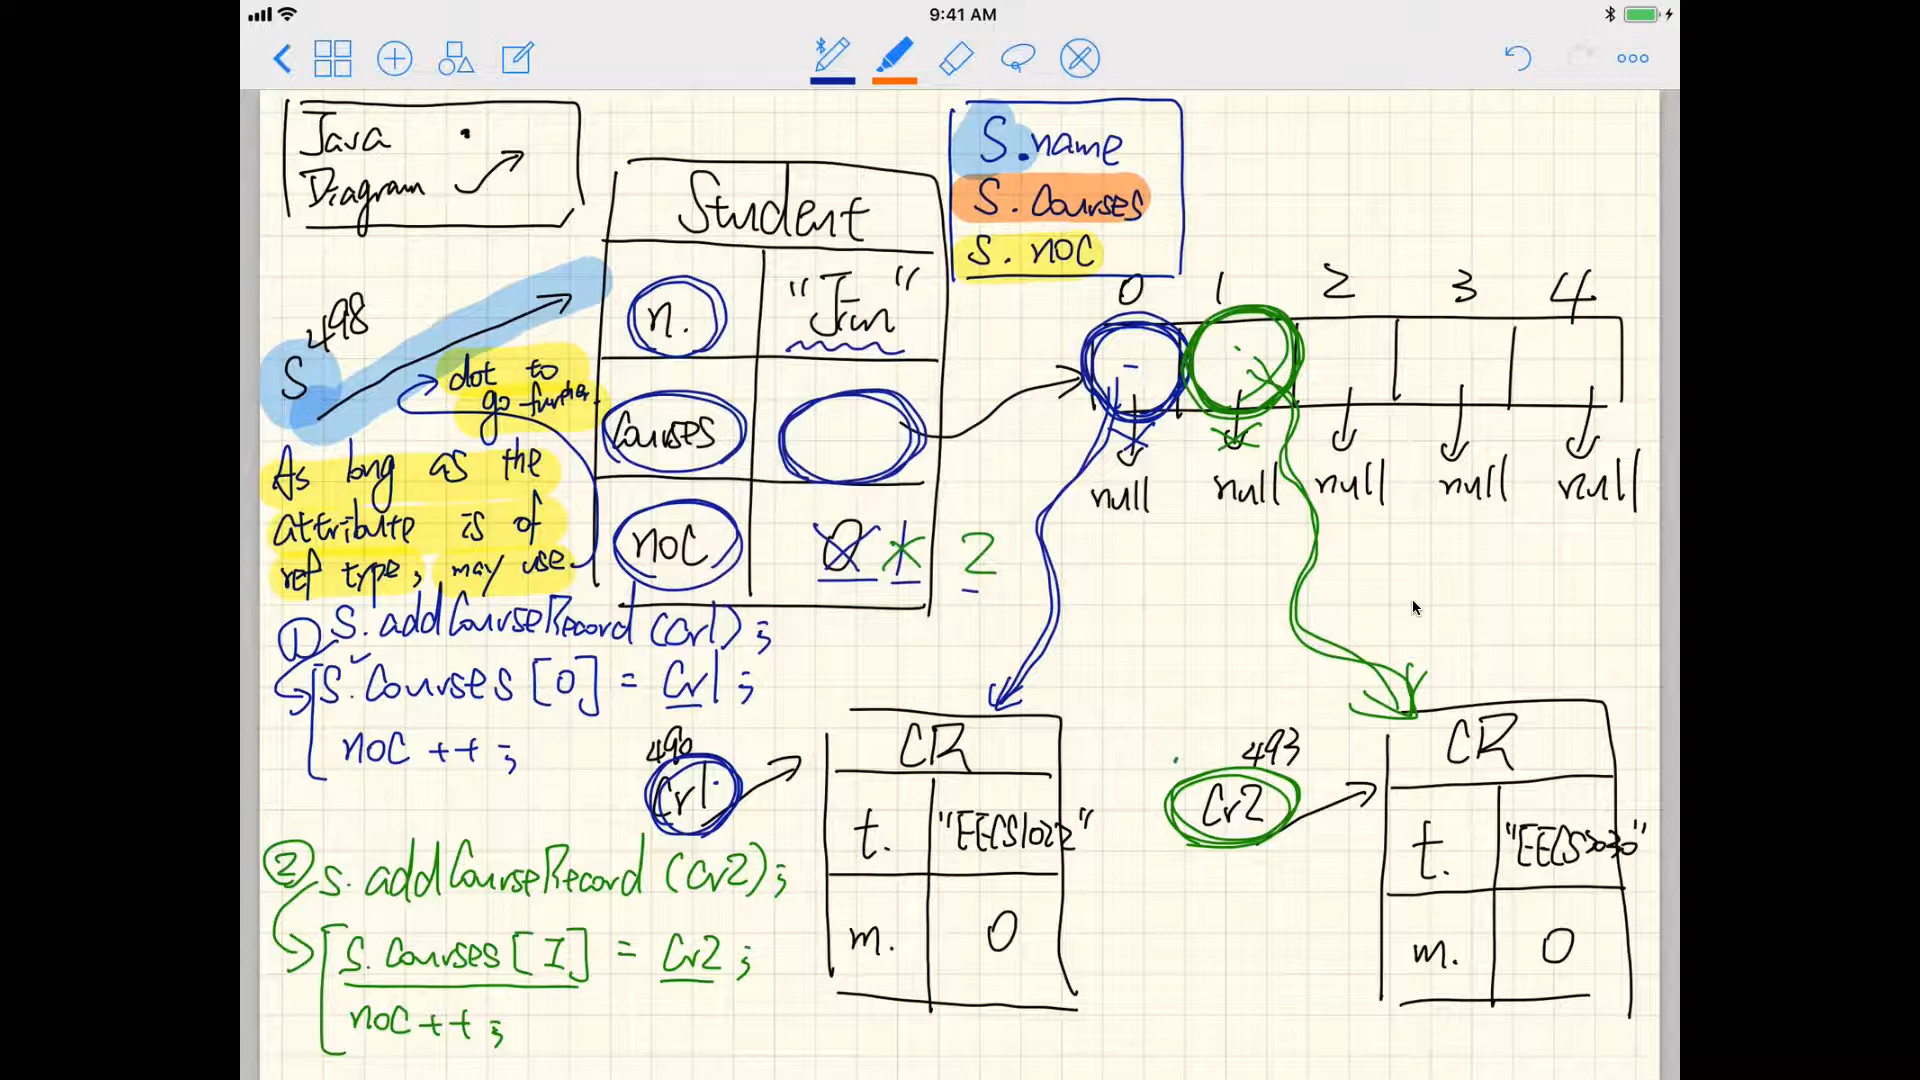 9:41 AM
Java
Diagram
S.name
S. Courses
S. noC
Student
n.
"Jim"
Courses
noC
0
2
S
498
dot to
go further.
As long as the
attribute is of
ref type, may use
0 1 2 3 4
null null null null null
① S. addCourseRecord (Cr1);
S. Courses [0] = Cr1;
noC ++;
490
Cr1
CR
t. "EECS1022"
m. 0
493
Cr2
CR
t. "EECS2030"
m. 0
② S. addCourseRecord (Cr2);
S. Courses [I] = Cr2;
noC ++;